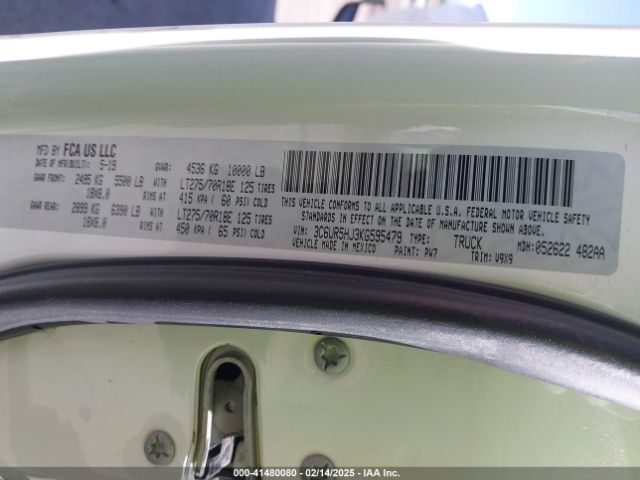 MFD BY FCA US LLC
DATE OF MFR(BUILT): 5-19 GVWR: 4536 KG 10000 LB
GAWR FRONT: 2495 KG 5500 LB WITH LT275/70R18E 125 TIRES
18X8.0 RIMS AT 415 KPA ( 60 PSI) COLD
GAWR REAR: 2899 KG 6390 LB WITH LT275/70R18E 125 TIRES
18X8.0 RIMS AT 450 KPA ( 65 PSI) COLD
THIS VEHICLE CONFORMS TO ALL APPLICABLE U.S.A. FEDERAL MOTOR VEHICLE SAFETY
STANDARDS IN EFFECT ON THE DATE OF MANUFACTURE SHOWN ABOVE.
VIN: 3C6UR5HJ3KG595479 TYPE: TRUCK MDH: 052622 482AA
VEHICLE MADE IN MEXICO PAINT: PW7 TRIM: V9X9
000-41480080 - 02/14/2025 - IAA Inc.